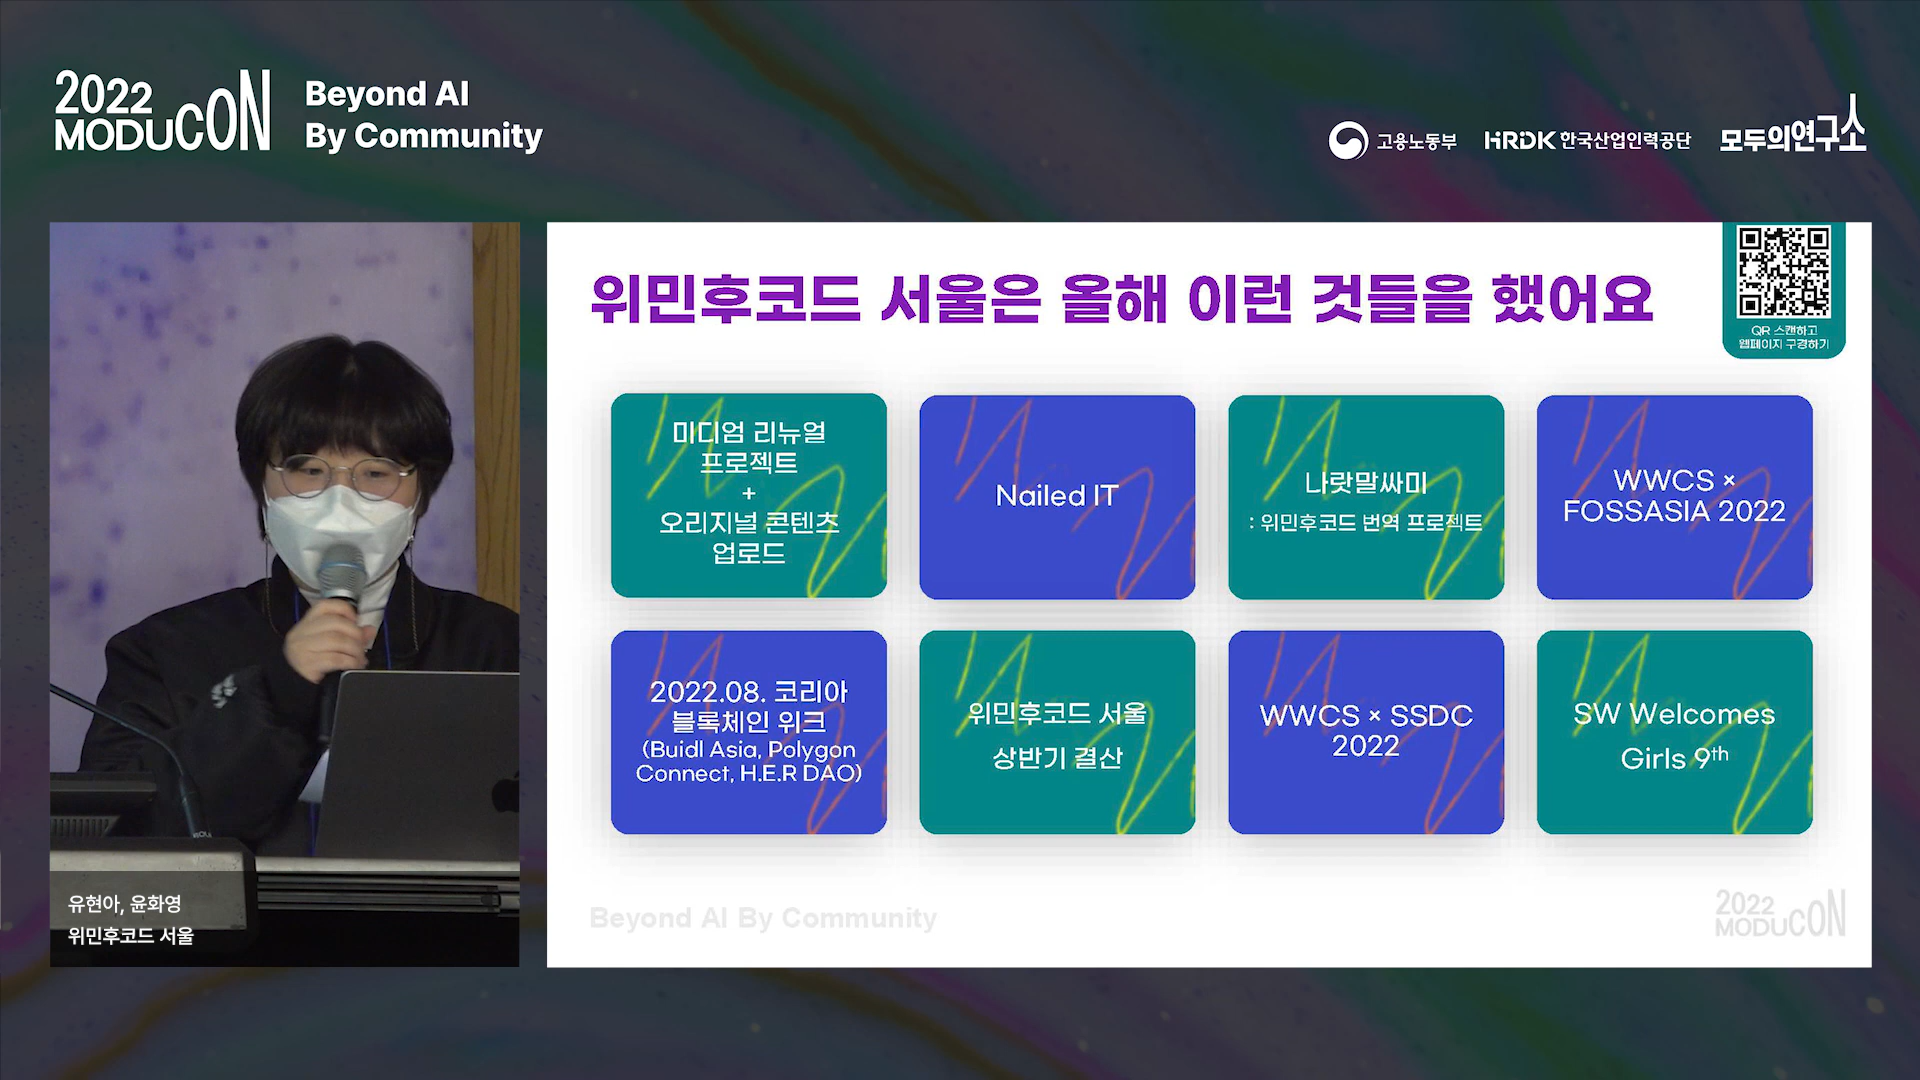 2022
MODUCON
Beyond AI
By Community
고용노동부
HRDK 한국산업인력공단
모두의연구소
위민후코드 서울은 올해 이런 것들을 했어요
QR 스캔하고
웹페이지 구경하기
미디엄 리뉴얼
프로젝트
+
오리지널 콘텐츠
업로드
Nailed IT
나랏말싸미
: 위민후코드 번역 프로젝트
WWCS ×
FOSSASIA 2022
2022.08. 코리아
블록체인 위크
(Buidl Asia, Polygon
Connect, H.E.R DAO)
위민후코드 서울
상반기 결산
WWCS × SSDC
2022
SW Welcomes
Girls 9th
Beyond AI By Community
2022
MODUCON
유현아, 윤화영
위민후코드 서울